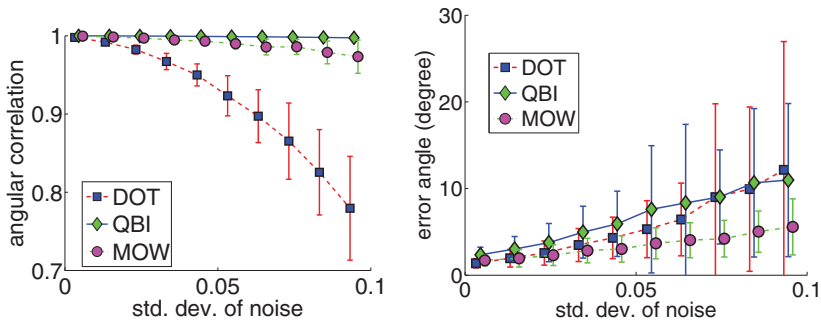 angular correlation
1
0.9
0.8
0.7
DOT
QBI
MOW
0
0.05
0.1
std. dev. of noise
error angle (degree)
30
20
10
0
DOT
QBI
MOW
0
0.05
0.1
std. dev. of noise